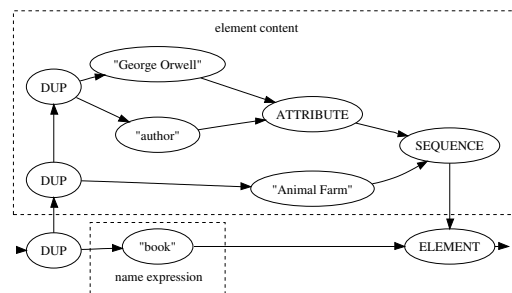 element content
"George Orwell"
DUP
ATTRIBUTE
"author"
SEQUENCE
DUP
"Animal Farm"
DUP
"book"
ELEMENT
name expression